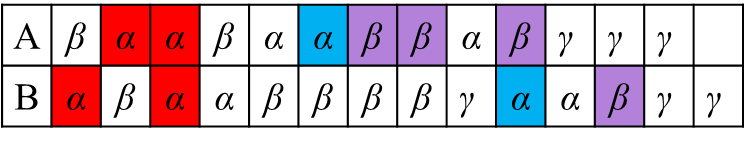 A β α α β α α β β α β γ γ γ
B α β α α β β β β γ α α β γ γ